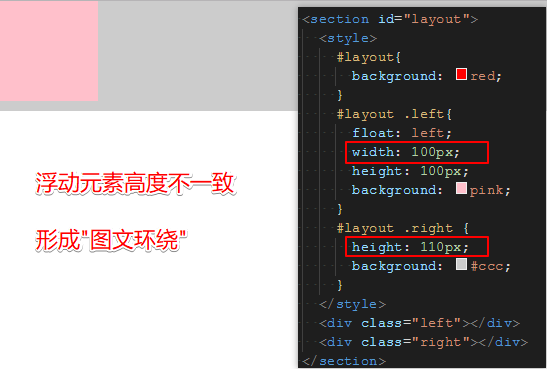 浮动元素高度不一致
形成"图文环绕"
<section id="layout">
<style>
#layout{
background: red;
}
#layout .left{
float: left;
width: 100px;
height: 100px;
background: pink;
}
#layout .right {
height: 110px;
background: #ccc;
}
</style>
<div class="left"></div>
<div class="right"></div>
</section>